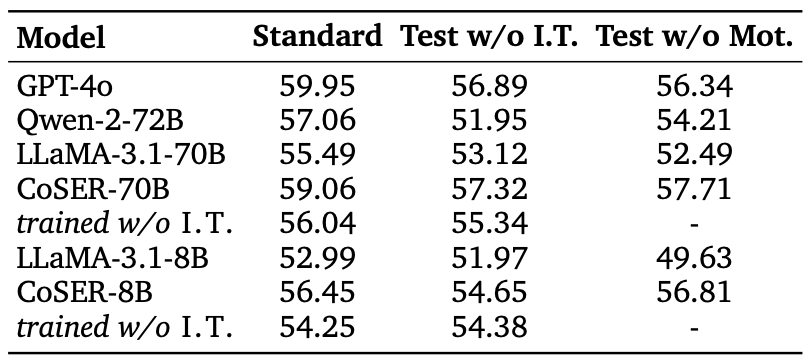 Model Standard Test w/o I.T. Test w/o Mot.
GPT-4o 59.95 56.89 56.34
Qwen-2-72B 57.06 51.95 54.21
LLaMA-3.1-70B 55.49 53.12 52.49
CoSER-70B 59.06 57.32 57.71
trained w/o I.T. 56.04 55.34 -
LLaMA-3.1-8B 52.99 51.97 49.63
CoSER-8B 56.45 54.65 56.81
trained w/o I.T. 54.25 54.38 -